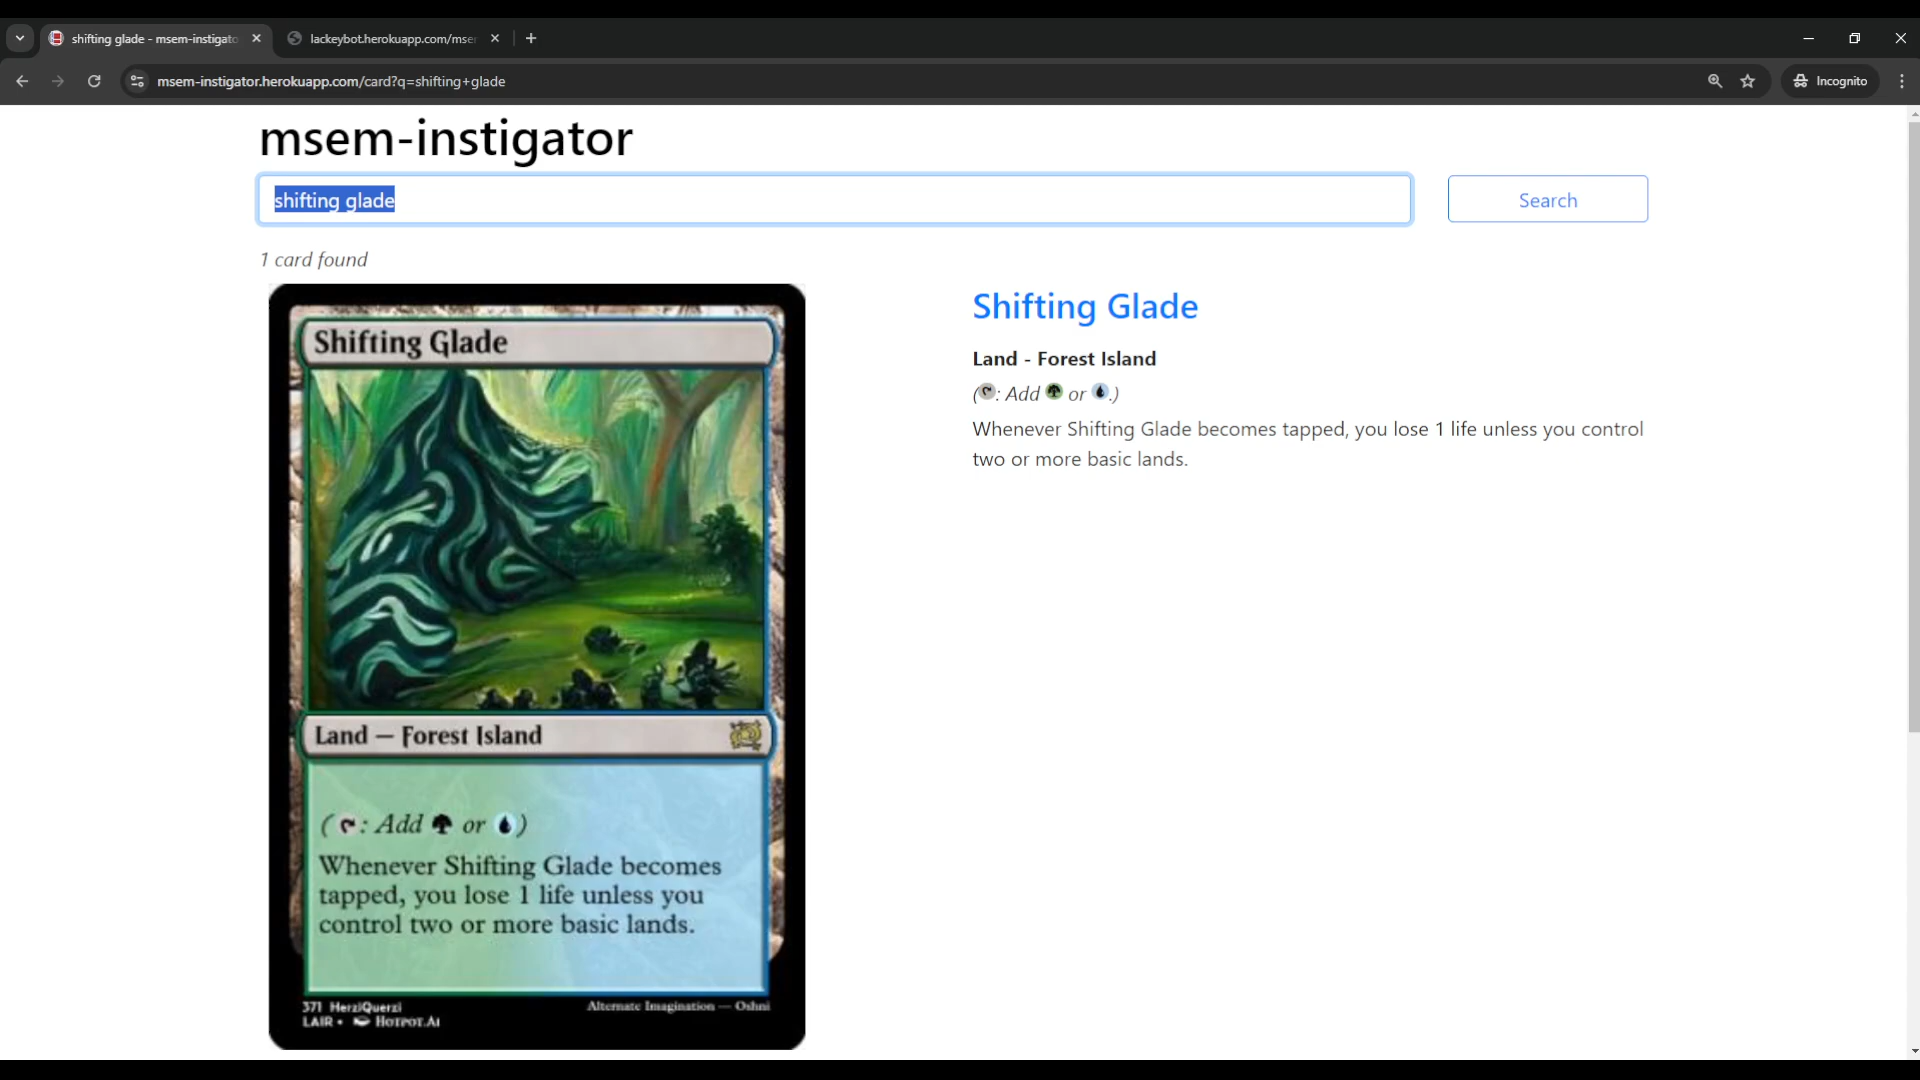 shifting glade - msem-instigato
lackeybot.herokuapp.com/mse
msem-instigator.herokuapp.com/card?q=shifting+glade
Incognito
msem-instigator
shifting glade
Search
1 card found
Shifting Glade
Land — Forest Island
( : Add or )
Whenever Shifting Glade becomes
tapped, you lose 1 life unless you
control two or more basic lands.
371 HerziQuerzi
LAIR • HOTPOT.AI
Alternate Imagination — Oshni
Shifting Glade
Land - Forest Island
( : Add or .)
Whenever Shifting Glade becomes tapped, you lose 1 life unless you control
two or more basic lands.